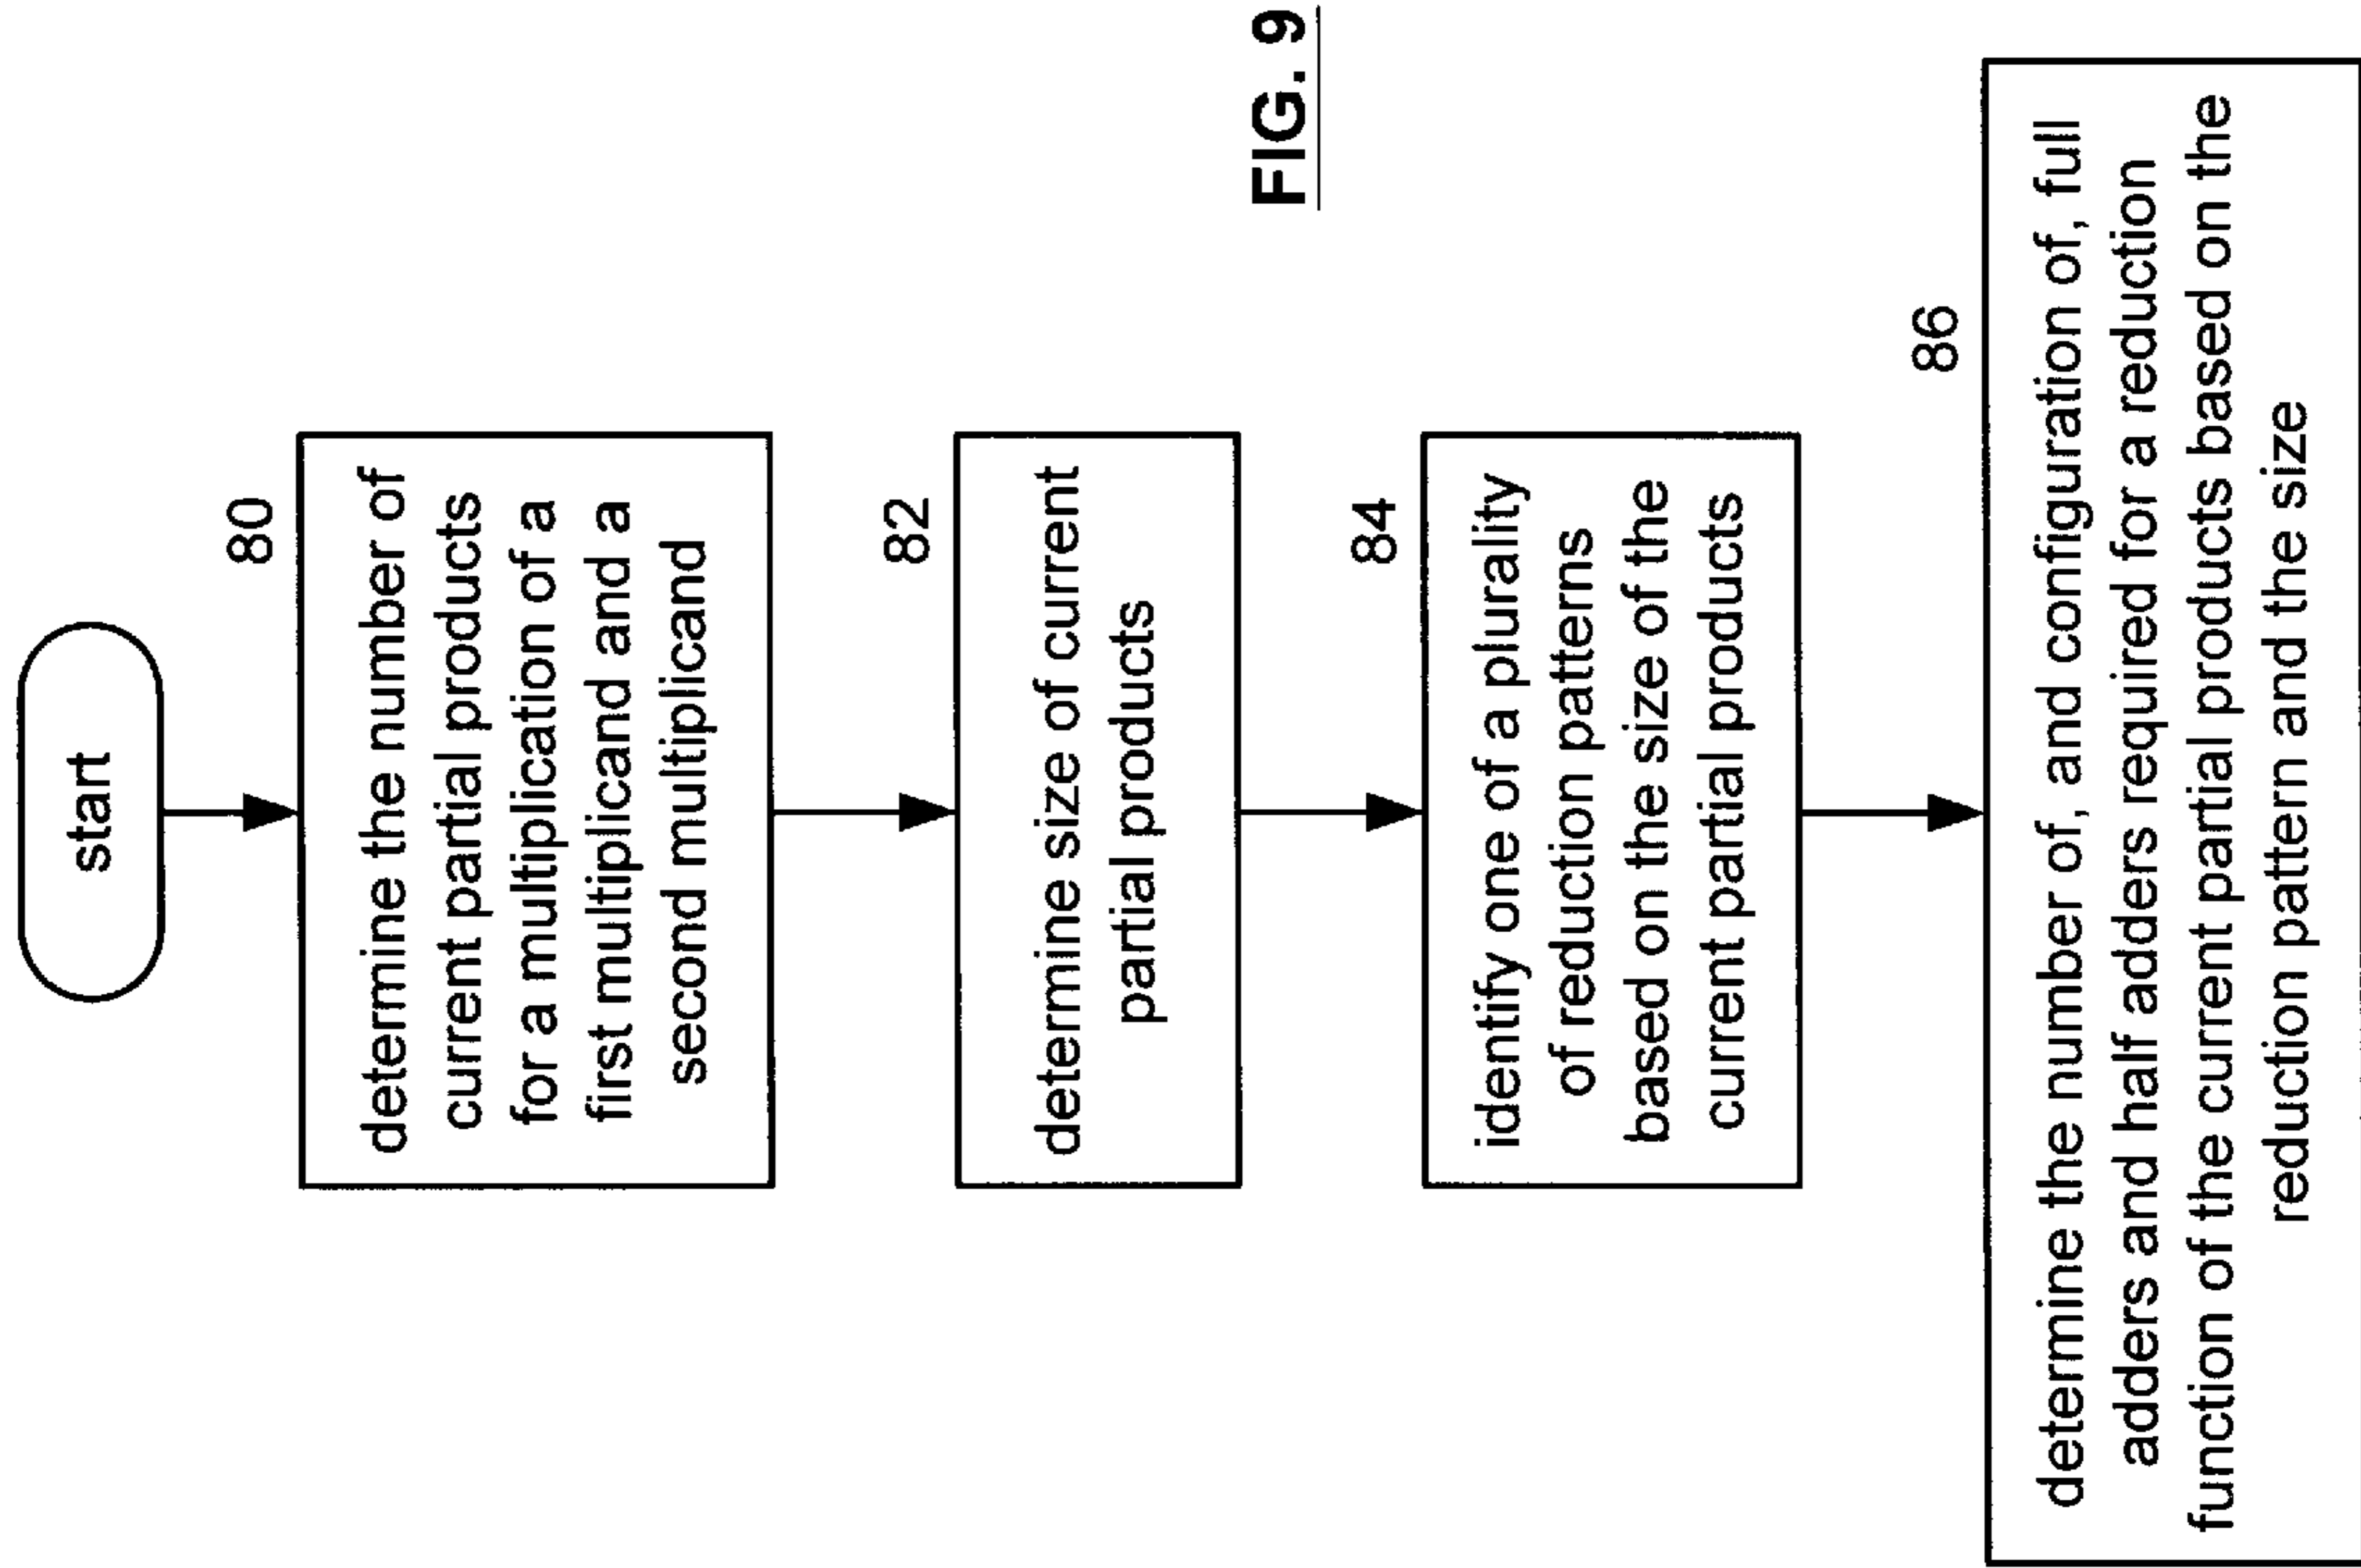 start
80
determine the number of
current partial products
for a multiplication of a
first multiplicand and a
second multiplicand
82
determine size of current
partial products
84
identify one of a plurality
of reduction patterns
based on the size of the
current partial products
86
determine the number of, and configuration of, full
adders and half adders required for a reduction
function of the current partial products based on the
reduction pattern and the size
FIG. 9